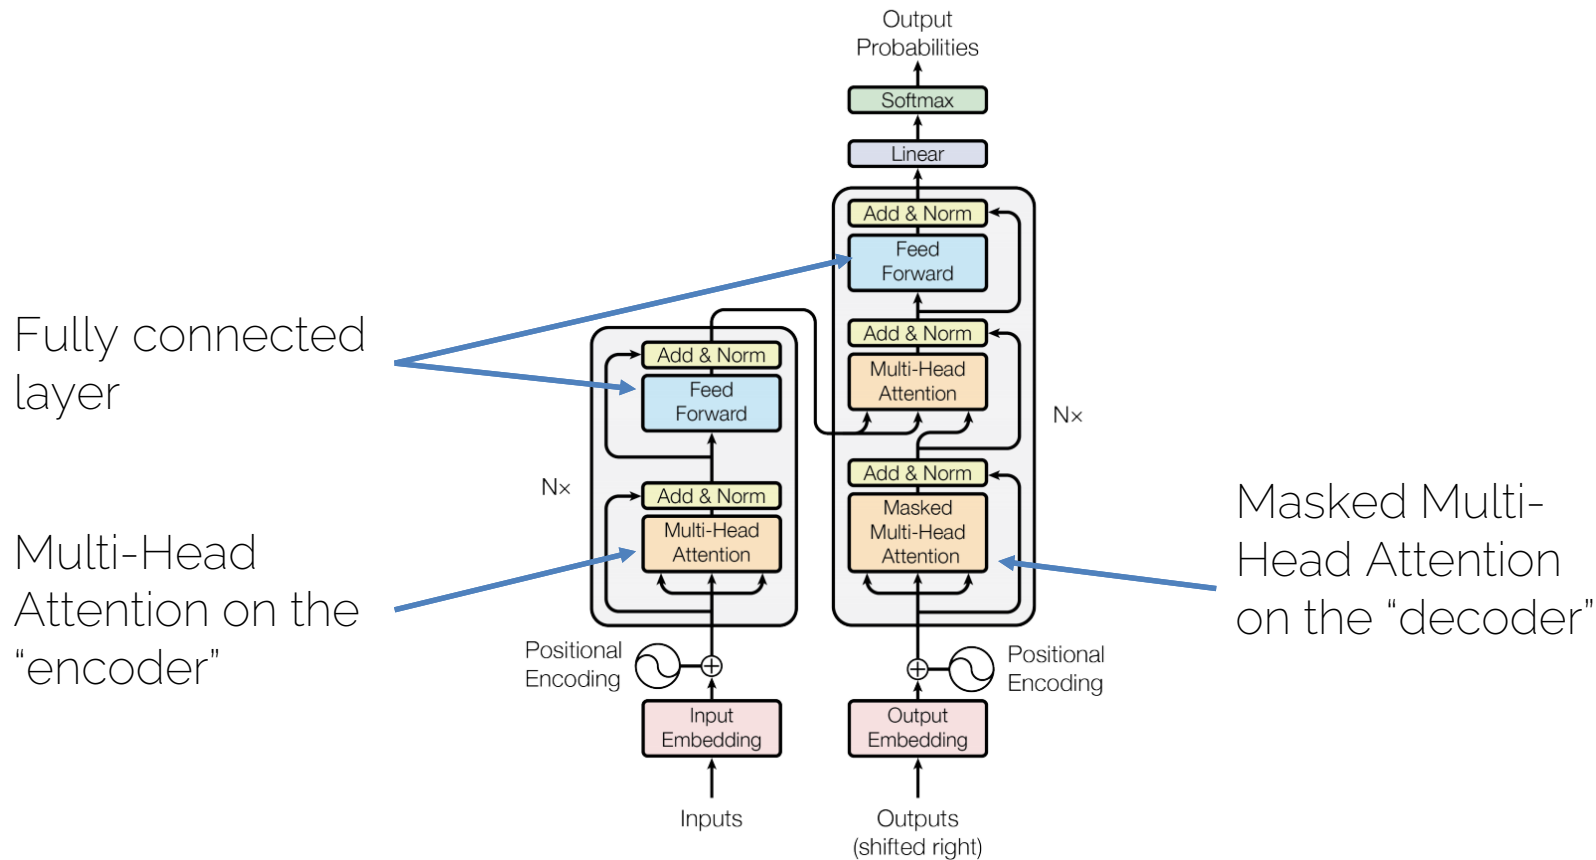 Output
Probabilities
Softmax
Linear
Add & Norm
Feed
Forward
Add & Norm
Multi-Head
Attention
N×
Add & Norm
Masked
Multi-Head
Attention
Positional
Encoding
Output
Embedding
Outputs
(shifted right)
Add & Norm
Feed
Forward
N×
Add & Norm
Multi-Head
Attention
Positional
Encoding
Input
Embedding
Inputs
Fully connected
layer
Multi-Head
Attention on the
“encoder”
Masked Multi-
Head Attention
on the “decoder”